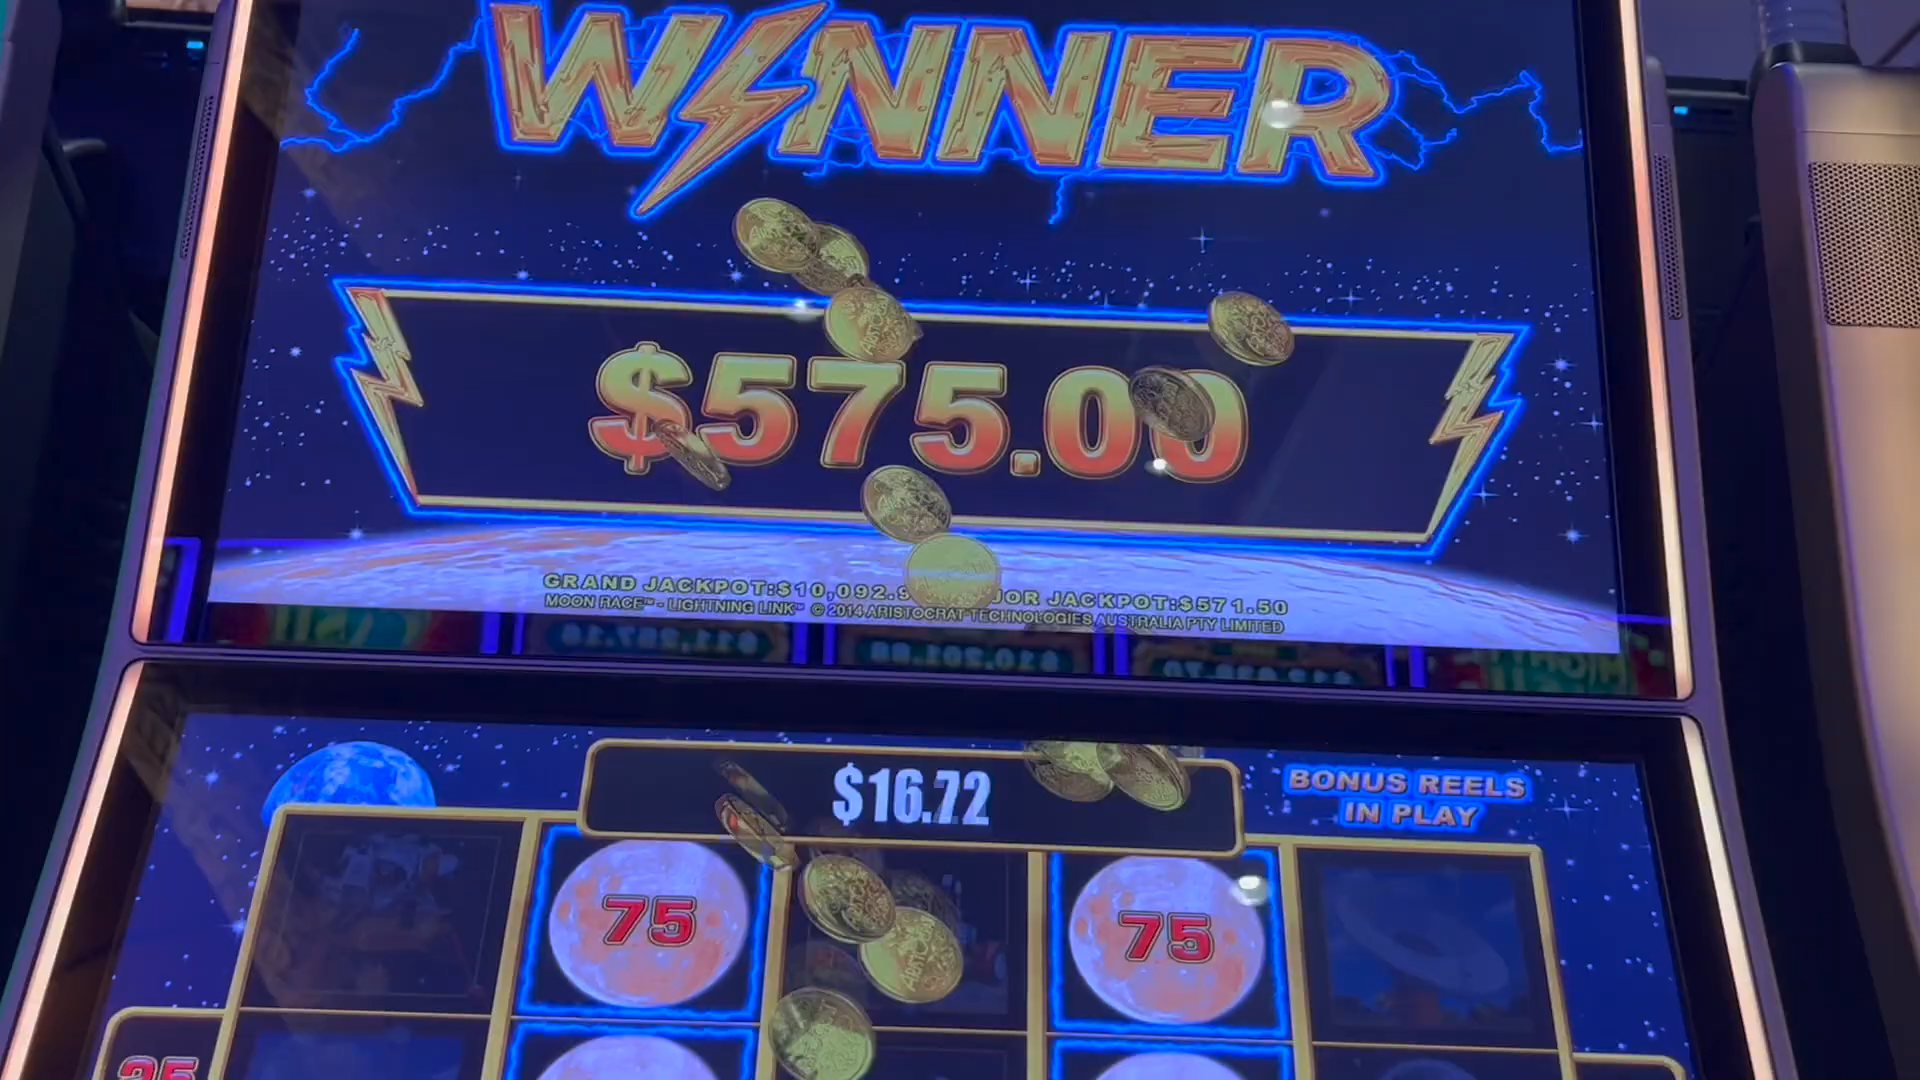 WINNER
$575.00
GRAND JACKPOT:$10,092.9 JOR JACKPOT:$571.50
MOON RACE™ - LIGHTNING LINK™ © 2014 ARISTOCRAT TECHNOLOGIES AUSTRALIA PTY LIMITED
$16.72
BONUS REELS
IN PLAY
75 75
25